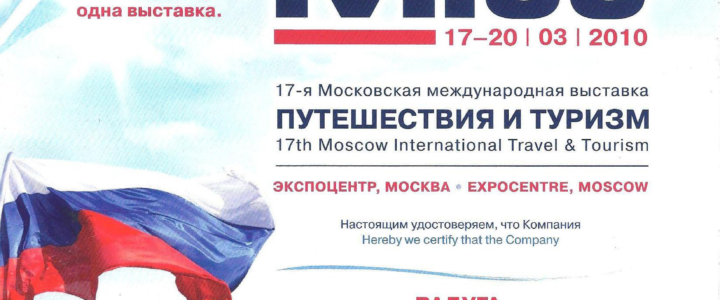 одна выставка.
17–20 | 03 | 2010
17-я Московская международная выставка
ПУТЕШЕСТВИЯ И ТУРИЗМ
17th Moscow International Travel & Tourism
ЭКСПОЦЕНТР, МОСКВА • EXPOCENTRE, MOSCOW
Настоящим удостоверяем, что Компания
Hereby we certify that the Company